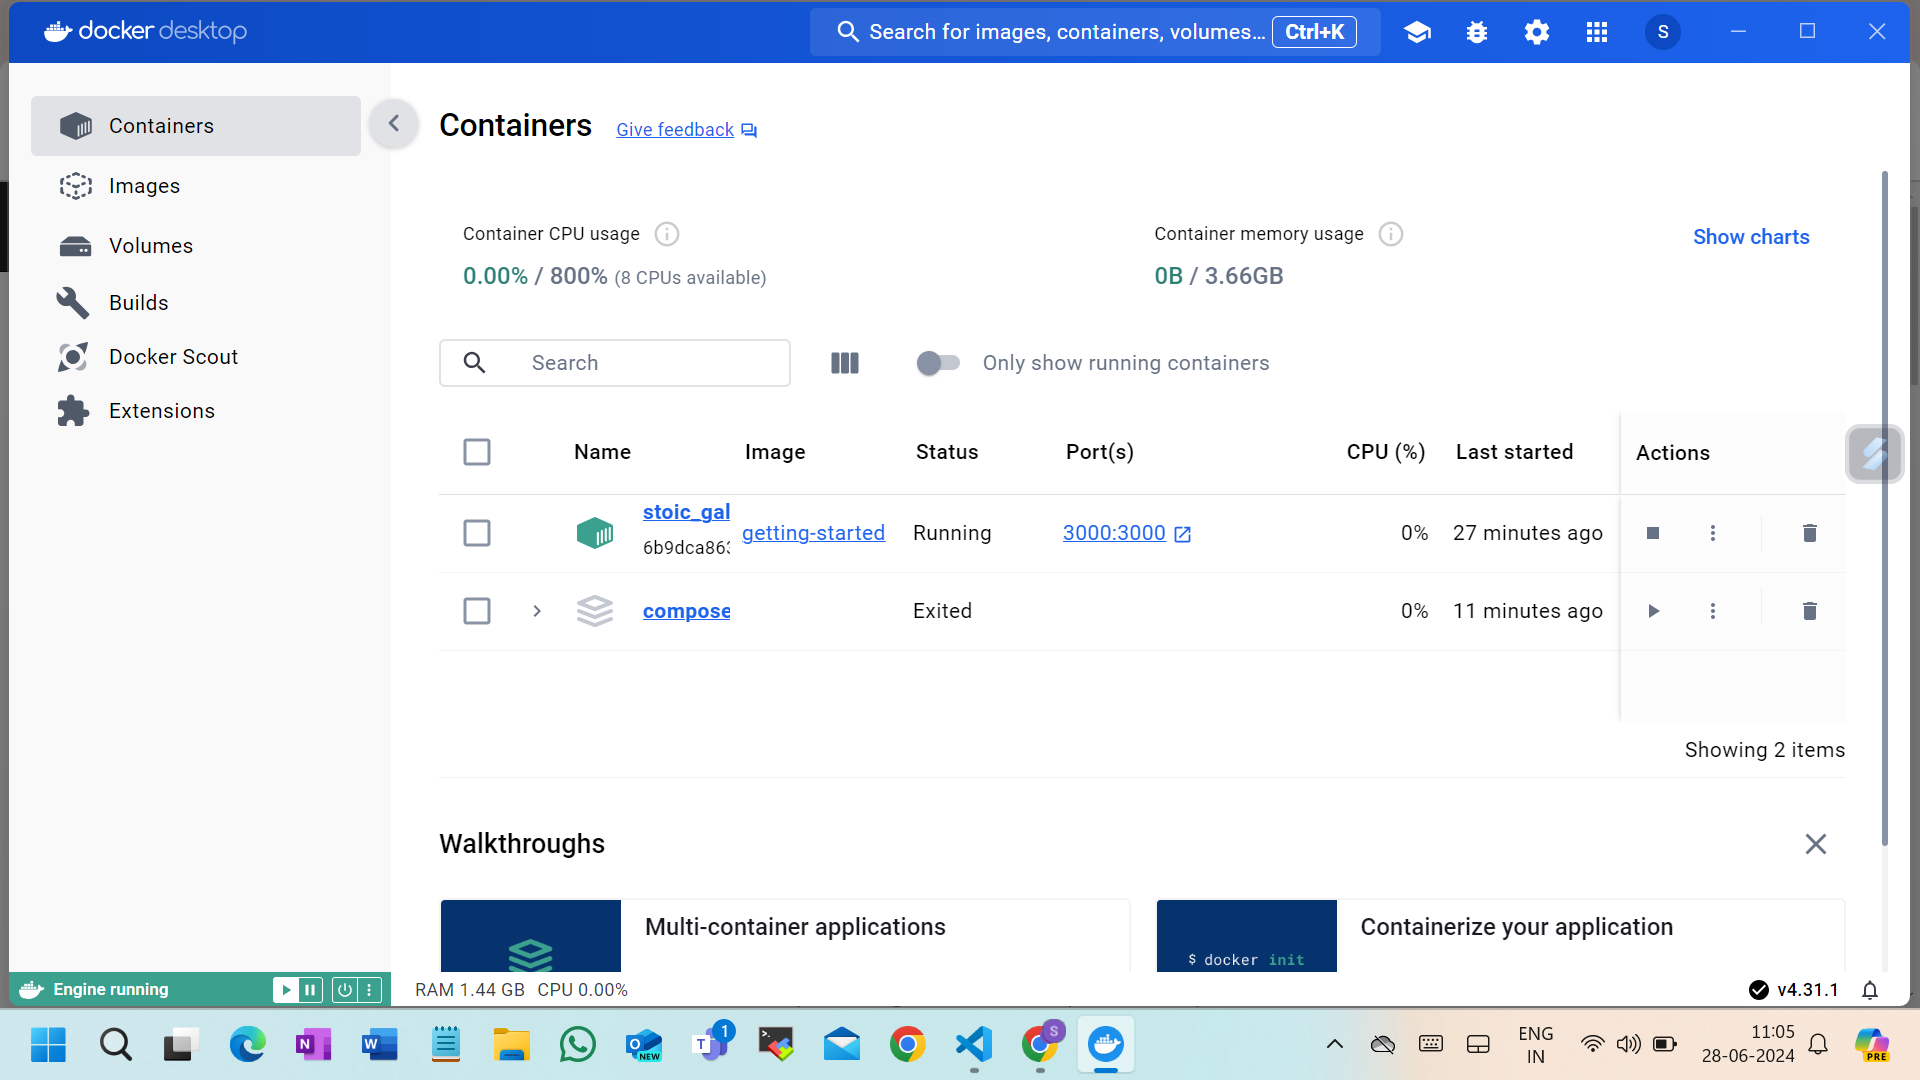 docker desktop
Search for images, containers, volumes... Ctrl+K
S
Containers
Images
Volumes
Builds
Docker Scout
Extensions
Containers Give feedback
Container CPU usage
0.00% / 800% (8 CPUs available)
Container memory usage
0B / 3.66GB
Show charts
Search
Only show running containers
Name Image Status Port(s) CPU (%) Last started Actions
stoic_gal
6b9dca863
getting-started Running 3000:3000 0% 27 minutes ago
compose Exited 0% 11 minutes ago
Showing 2 items
Walkthroughs
Multi-container applications
$ docker init
Containerize your application
Engine running
RAM 1.44 GB CPU 0.00%
v4.31.1
N
W
O
NEW
T
1
S
ENG
IN
11:05
28-06-2024
PRE